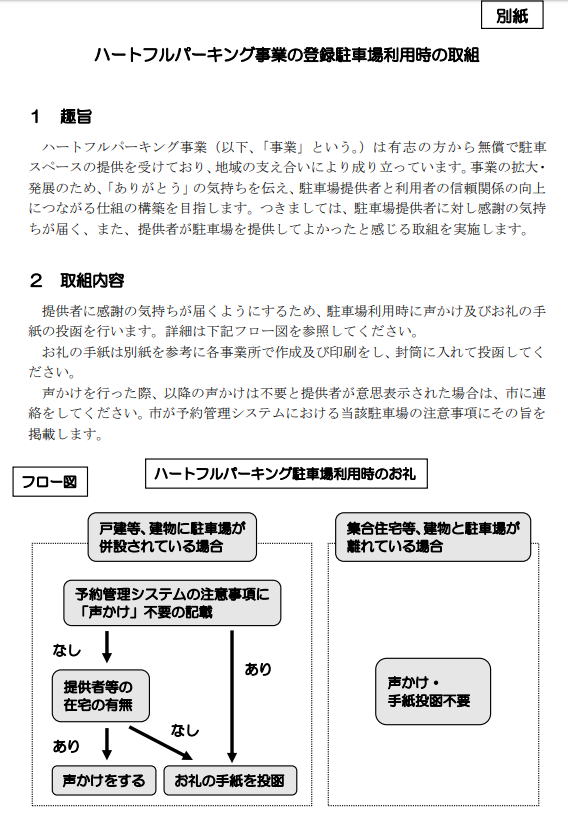 別紙
ハートフルパーキング事業の登録駐車場利用時の取組
１　趣旨
ハートフルパーキング事業（以下、「事業」という。）は有志の方から無償で駐車
スペースの提供を受けており、地域の支え合いにより成り立っています。事業の拡大・
発展のため、「ありがとう」の気持ちを伝え、駐車場提供者と利用者の信頼関係の向上
につながる仕組の構築を目指します。つきましては、駐車場提供者に対し感謝の気持
ちが届く、また、提供者が駐車場を提供してよかったと感じる取組を実施します。
２　取組内容
提供者に感謝の気持ちが届くようにするため、駐車場利用時に声かけ及びお礼の手
紙の投函を行います。詳細は下記フロー図を参照してください。
お礼の手紙は別紙を参考に各事業所で作成及び印刷をし、封筒に入れて投函してく
ださい。
声かけを行った際、以降の声かけは不要と提供者が意思表示された場合は、市に連
絡をしてください。市が予約管理システムにおける当該駐車場の注意事項にその旨を
掲載します。
フロー図
ハートフルパーキング駐車場利用時のお礼
戸建等、建物に駐車場が
併設されている場合
予約管理システムの注意事項に
「声かけ」不要の記載
なし
あり
提供者等の
在宅の有無
なし
あり
声かけをする
お礼の手紙を投函
集合住宅等、建物と駐車場が
離れている場合
声かけ・
手紙投函不要